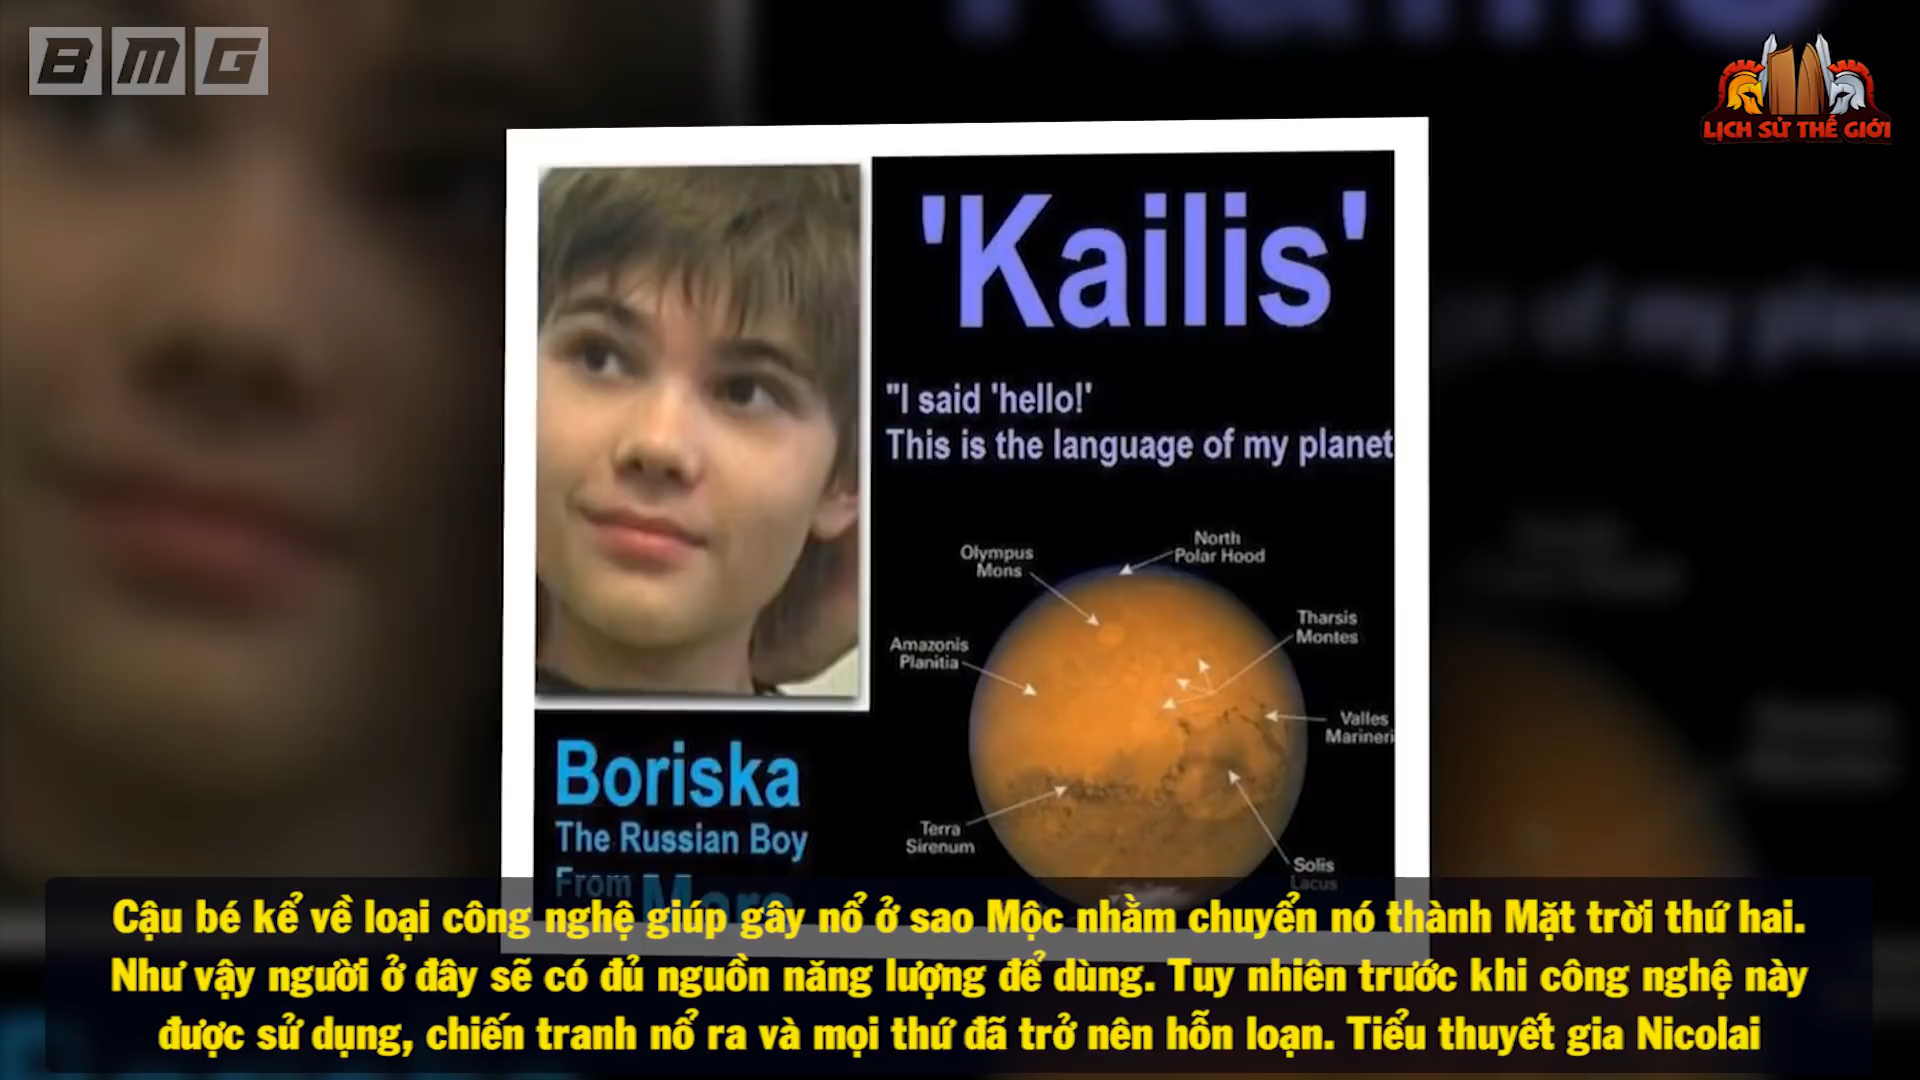 BMG
LỊCH SỬ THẾ GIỚI
'Kailis'
"I said 'hello!'
This is the language of my planet
Olympus
Mons
North
Polar Hood
Tharsis
Montes
Amazonis
Planitia
Valles
Marineri
Terra
Sirenum
Solis
Lacus
Boriska
The Russian Boy
From Mars
Cậu bé kể về loại công nghệ giúp gây nổ ở sao Mộc nhằm chuyển nó thành Mặt trời thứ hai.
Như vậy người ở đây sẽ có đủ nguồn năng lượng để dùng. Tuy nhiên trước khi công nghệ này
được sử dụng, chiến tranh nổ ra và mọi thứ đã trở nên hỗn loạn. Tiểu thuyết gia Nicolai